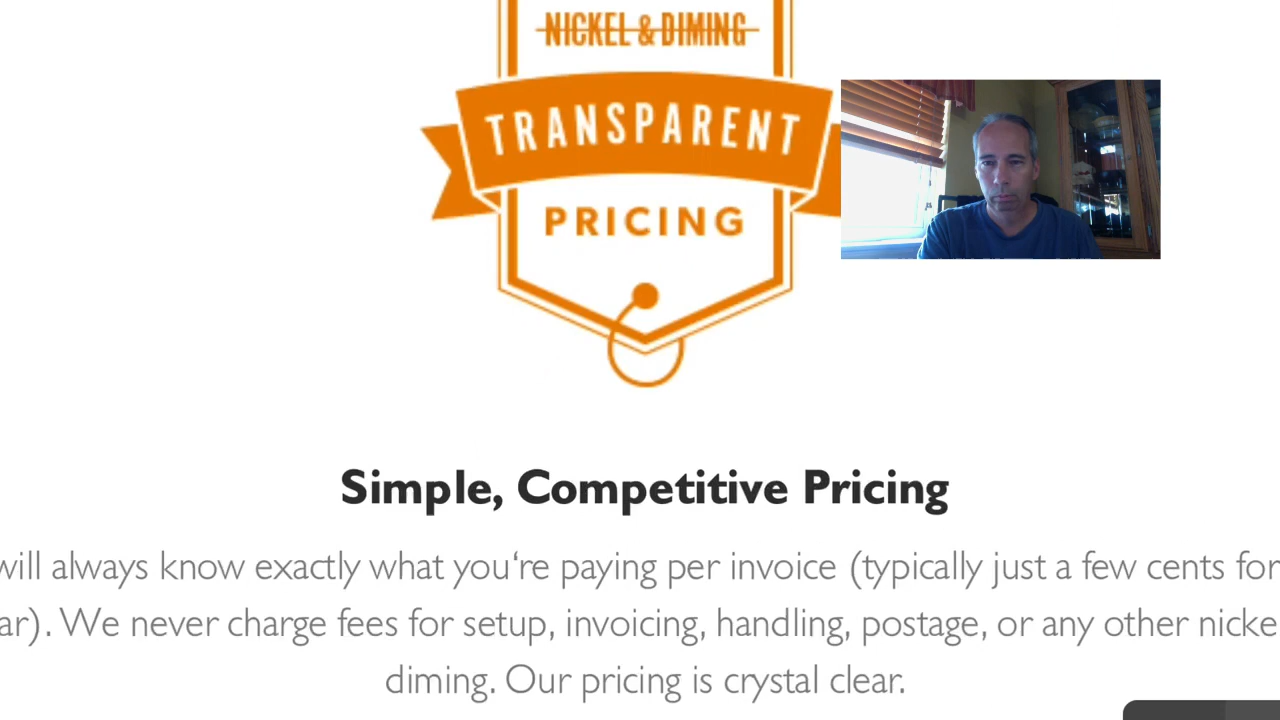 NICKEL & DIMING
TRANSPARENT
PRICING
Simple, Competitive Pricing
will always know exactly what you're paying per invoice (typically just a few cents for
ar). We never charge fees for setup, invoicing, handling, postage, or any other nicke
diming. Our pricing is crystal clear.